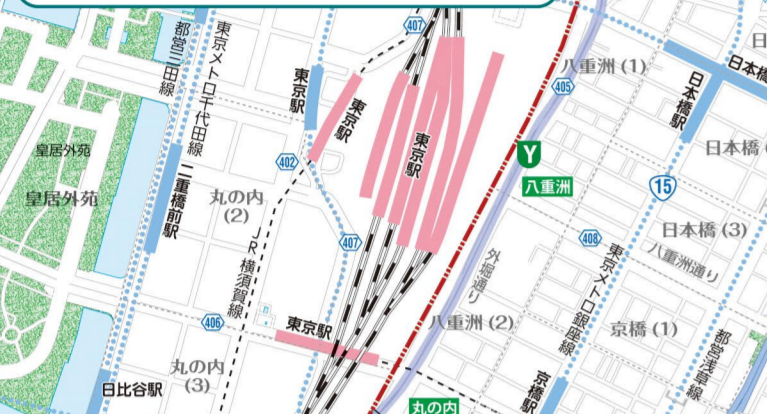 407
都営三田線
東京メトロ千代田線
八重洲 (1)
405
東京駅
東京駅
東京駅
日本橋駅
日本橋
皇居外苑
皇居外苑
402
Y
八重洲
日本橋
15
二重橋前駅
丸の内
(2)
JR 横須賀線
407
408
日本橋 (3)
八重洲通り
外堀通り
東京メトロ銀座線
406
東京駅
八重洲 (2)
京橋 (1)
都営浅草線
丸の内
(3)
日比谷駅
京橋駅
丸の内